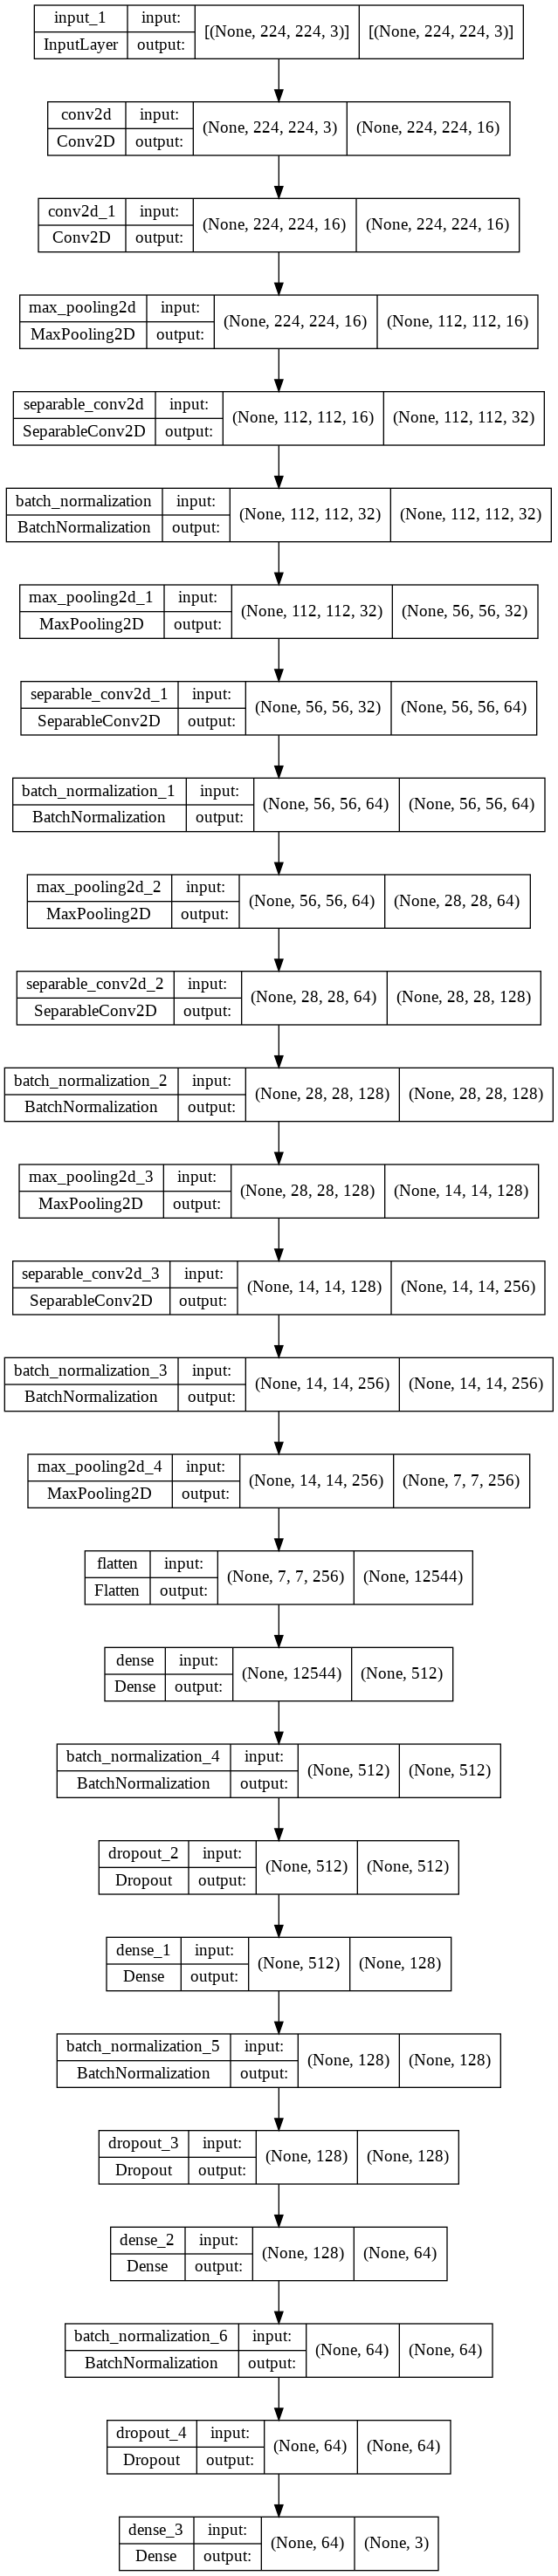 input_1 input: [(None, 224, 224, 3)] [(None, 224, 224, 3)]
InputLayer output:
conv2d input: (None, 224, 224, 3) (None, 224, 224, 16)
Conv2D output:
conv2d_1 input: (None, 224, 224, 16) (None, 224, 224, 16)
Conv2D output:
max_pooling2d input: (None, 224, 224, 16) (None, 112, 112, 16)
MaxPooling2D output:
separable_conv2d input: (None, 112, 112, 16) (None, 112, 112, 32)
SeparableConv2D output:
batch_normalization input: (None, 112, 112, 32) (None, 112, 112, 32)
BatchNormalization output:
max_pooling2d_1 input: (None, 112, 112, 32) (None, 56, 56, 32)
MaxPooling2D output:
separable_conv2d_1 input: (None, 56, 56, 32) (None, 56, 56, 64)
SeparableConv2D output:
batch_normalization_1 input: (None, 56, 56, 64) (None, 56, 56, 64)
BatchNormalization output:
max_pooling2d_2 input: (None, 56, 56, 64) (None, 28, 28, 64)
MaxPooling2D output:
separable_conv2d_2 input: (None, 28, 28, 64) (None, 28, 28, 128)
SeparableConv2D output:
batch_normalization_2 input: (None, 28, 28, 128) (None, 28, 28, 128)
BatchNormalization output:
max_pooling2d_3 input: (None, 28, 28, 128) (None, 14, 14, 128)
MaxPooling2D output:
separable_conv2d_3 input: (None, 14, 14, 128) (None, 14, 14, 256)
SeparableConv2D output:
batch_normalization_3 input: (None, 14, 14, 256) (None, 14, 14, 256)
BatchNormalization output:
max_pooling2d_4 input: (None, 14, 14, 256) (None, 7, 7, 256)
MaxPooling2D output:
flatten input: (None, 7, 7, 256) (None, 12544)
Flatten output:
dense input: (None, 12544) (None, 512)
Dense output:
batch_normalization_4 input: (None, 512) (None, 512)
BatchNormalization output:
dropout_2 input: (None, 512) (None, 512)
Dropout output:
dense_1 input: (None, 512) (None, 128)
Dense output:
batch_normalization_5 input: (None, 128) (None, 128)
BatchNormalization output:
dropout_3 input: (None, 128) (None, 128)
Dropout output:
dense_2 input: (None, 128) (None, 64)
Dense output:
batch_normalization_6 input: (None, 64) (None, 64)
BatchNormalization output:
dropout_4 input: (None, 64) (None, 64)
Dropout output:
dense_3 input: (None, 64) (None, 3)
Dense output: